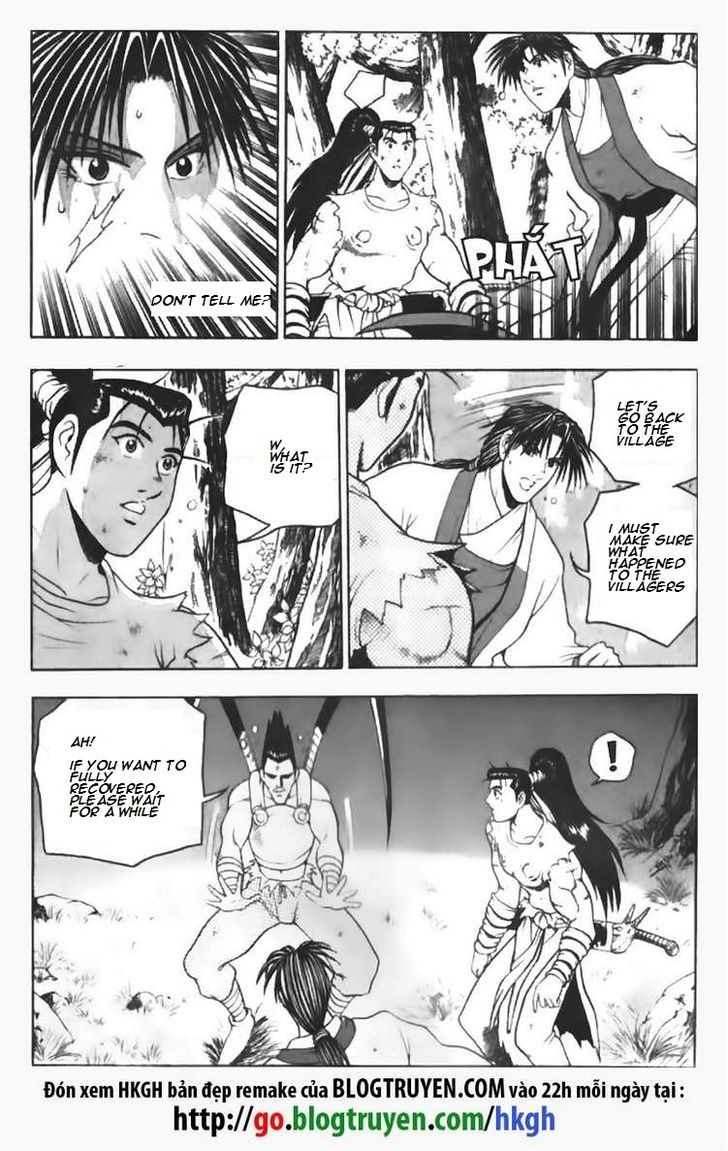 DON'T TELL ME?
PHẮT
W,
WHAT
IS IT?
LET'S
GO BACK
TO THE
VILLAGE
I MUST
MAKE SURE
WHAT
HAPPENED
TO THE
VILLAGERS
AH!
IF YOU WANT TO
FULLY
RECOVERED,
PLEASE WAIT
FOR A WHILE
!
Đón xem HKGH bản đẹp remake của BLOGTRUYEN.COM vào 22h mỗi ngày tại :
http://go.blogtruyen.com/hkgh